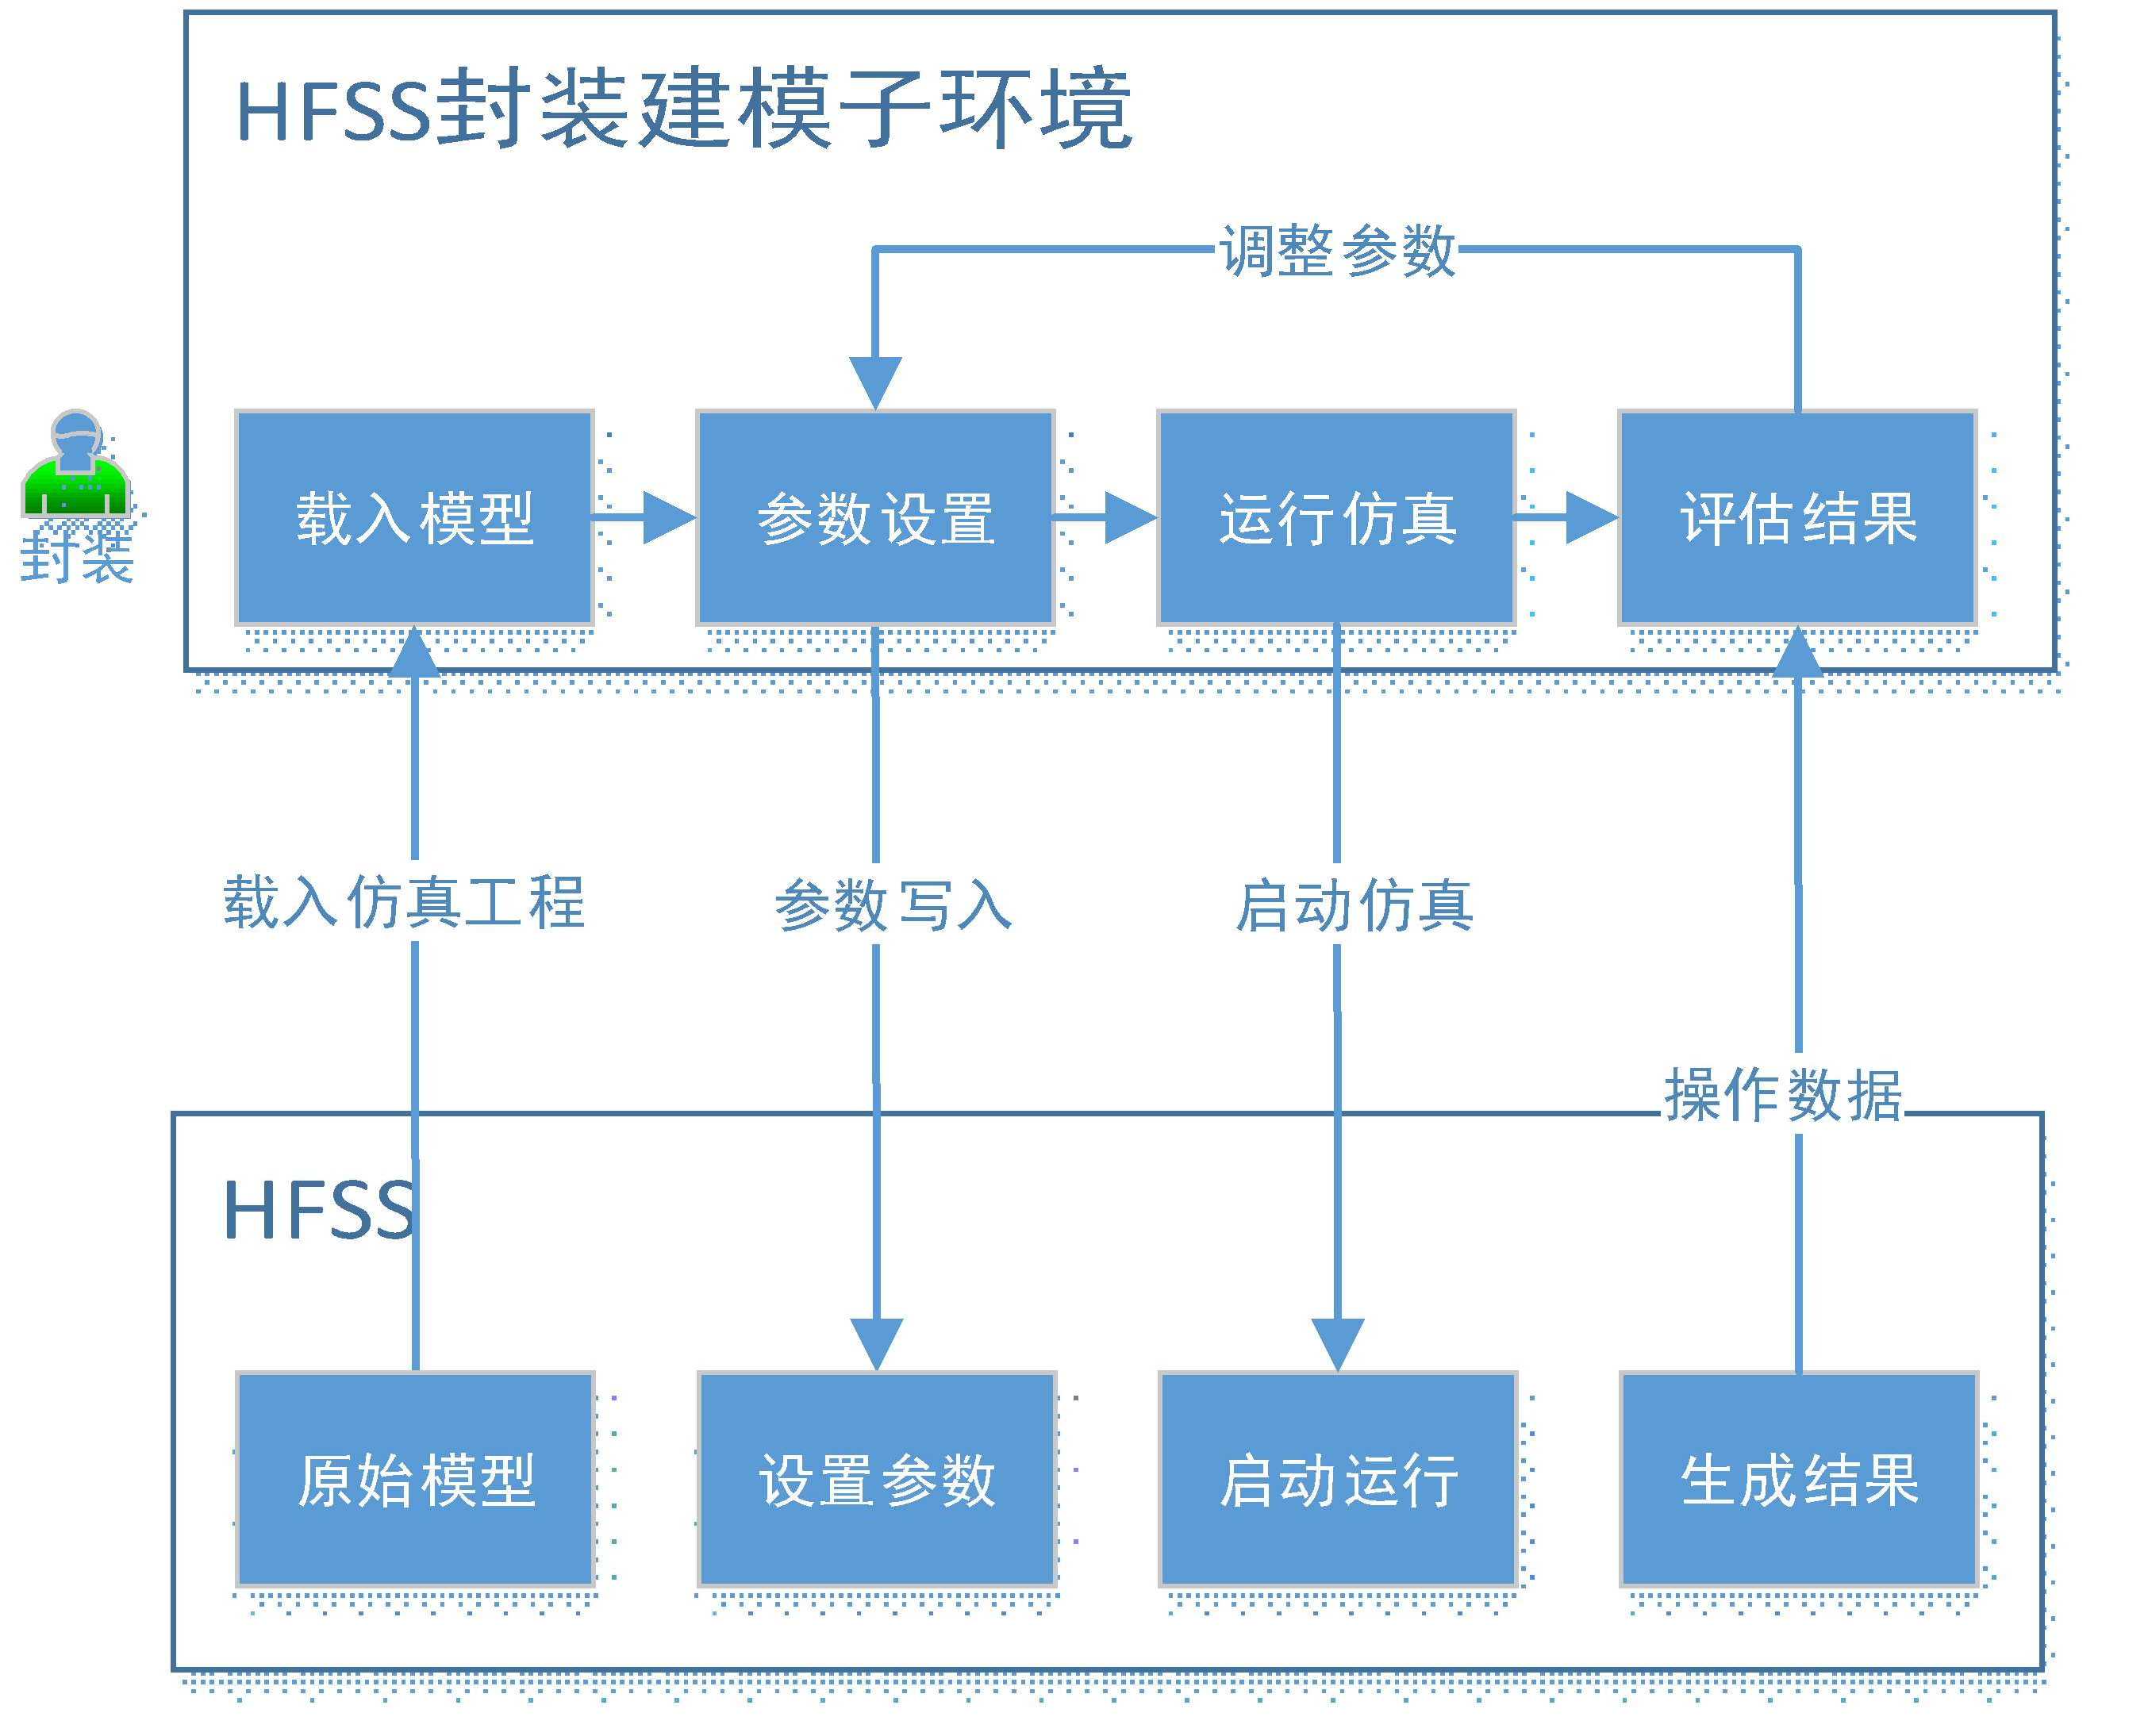 HFSS封装建模子环境
调整参数
载入模型
参数设置
运行仿真
评估结果
封装
载入仿真工程
参数写入
启动仿真
操作数据
HFSS
原始模型
设置参数
启动运行
生成结果